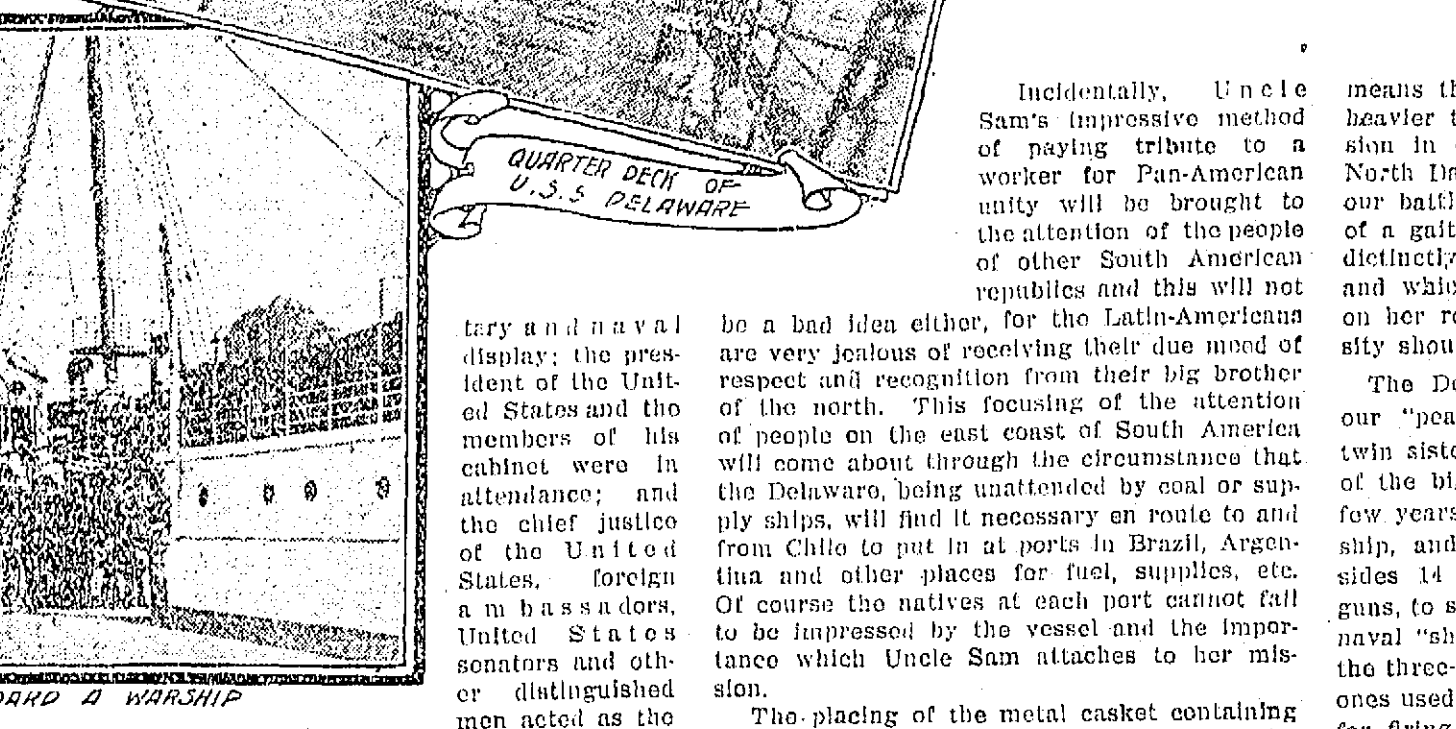 QUARTER DECK OF
U.S.S DELAWARE
A WARSHIP
tary and naval
display; the pres-
ident of the Unit-
ed States and the
members of his
cabinet were in
attendance; and
the chief justice
of the United
States, foreign
ambassadors,
United States
senators and oth-
er distinguished
men acted as the
Incidentally, Uncle
Sam's impressive method
of paying tribute to a
worker for Pan-American
unity will be brought to
the attention of the people
of other South American
republics and this will not
be a bad idea either, for the Latin-Americans
are very jealous of receiving their due meed of
respect and recognition from their big brother
of the north. This focusing of the attention
of people on the east coast of South America
will come about through the circumstance that
the Delaware, being unattended by coal or sup-
ply ships, will find it necessary en route to and
from Chile to put in at ports in Brazil, Argen-
tina and other places for fuel, supplies, etc.
Of course the natives at each port cannot fail
to be impressed by the vessel and the impor-
tance which Uncle Sam attaches to her mis-
sion.
The placing of the metal casket containing
means th
heavier t
sion in
North Da
our battl
of a gait
distinctly
and whic
on her re
sity shou
The De
our "pea
twin siste
of the bi
few years
ship, and
sides 14
guns, to s
naval "sh
the three-
ones used